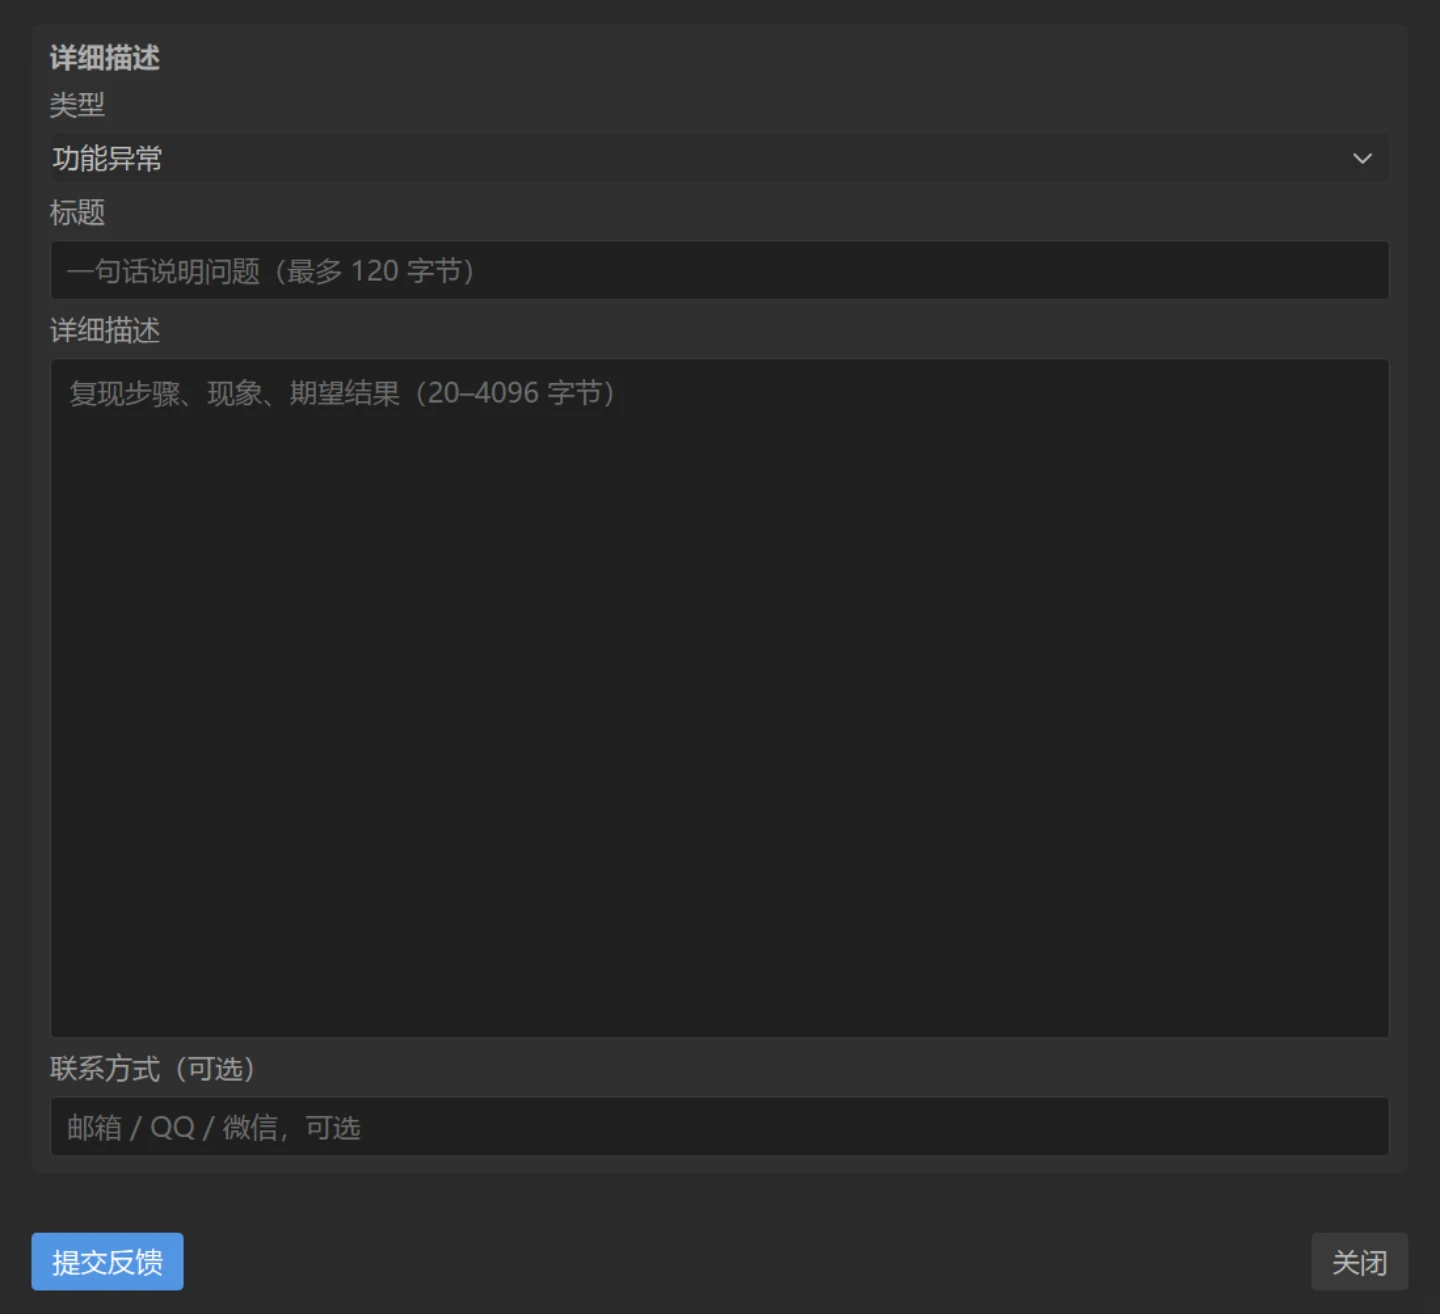 详细描述
类型
功能异常
标题
一句话说明问题（最多 120 字节）
详细描述
复现步骤、现象、期望结果（20–4096 字节）
联系方式（可选）
邮箱 / QQ / 微信，可选
提交反馈
关闭